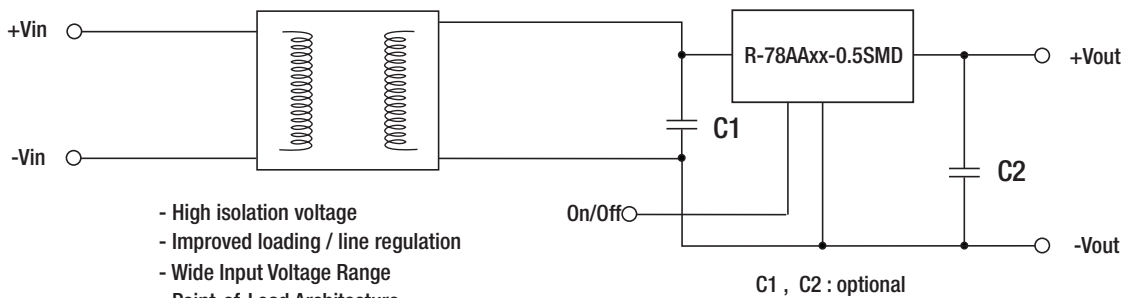 +Vin
R-78AAxx-0.5SMD
+Vout
C1
-Vin
C2
- High isolation voltage
On/Off
- Improved loading / line regulation
-Vout
- Wide Input Voltage Range
C1 , C2 : optional